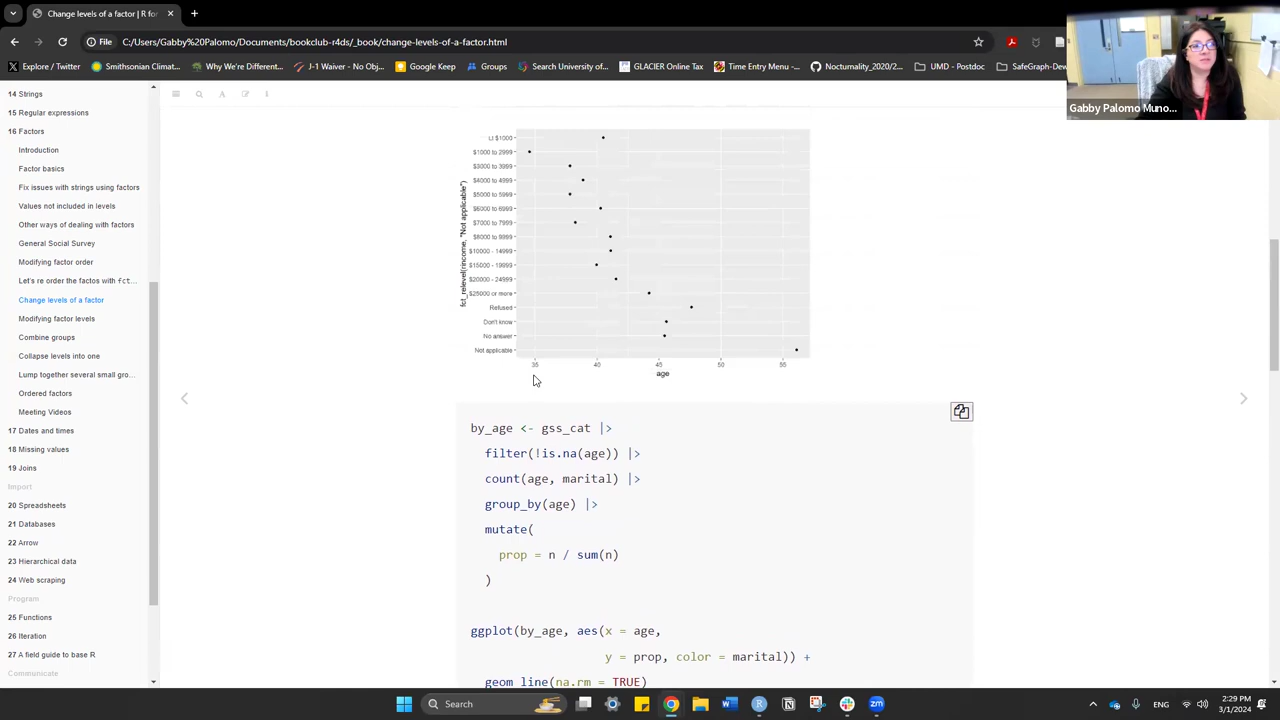 Change levels of a factor | R for
File
C:/Users/Gabby%20Palomo/Documents/bookclub-r4ds/_book/change-levels-of-a-factor.html
Explore / Twitter
Smithsonian Climat...
Why We're Different...
J-1 Waiver - No Obj...
Google Keep
Groups
Search University of...
GLACIER Online Tax
Time Entry Menu
Nocturnality_2020/2...
UMD - Postdoc
SafeGraph-Dew
Gabby Palomo Muno...
14 Strings
15 Regular expressions
16 Factors
Introduction
Factor basics
Fix issues with strings using factors
Values not included in levels
Other ways of dealing with factors
General Social Survey
Modifying factor order
Let's re order the factos with fct...
Change levels of a factor
Modifying factor levels
Combine groups
Collapse levels into one
Lump together several small gro...
Ordered factors
Meeting Videos
17 Dates and times
18 Missing values
19 Joins
Import
20 Spreadsheets
21 Databases
22 Arrow
23 Hierarchical data
24 Web scraping
Program
25 Functions
26 Iteration
27 A field guide to base R
Communicate
fct_relevel(rincome, "Not applicable")
Lt $1000
$1000 to 2999
$3000 to 3999
$4000 to 4999
$5000 to 5999
$6000 to 6999
$7000 to 7999
$8000 to 9999
$10000 - 14999
$15000 - 19999
$20000 - 24999
$25000 or more
Refused
Don't know
No answer
Not applicable
35 40 45 50 55
age
by_age <- gss_cat |>
filter(!is.na(age)) |>
count(age, marital) |>
group_by(age) |>
mutate(
prop = n / sum(n)
)
ggplot(by_age, aes(x = age,
y = prop, color = marital)) +
geom_line(na.rm = TRUE)
Search
2:29 PM
3/1/2024